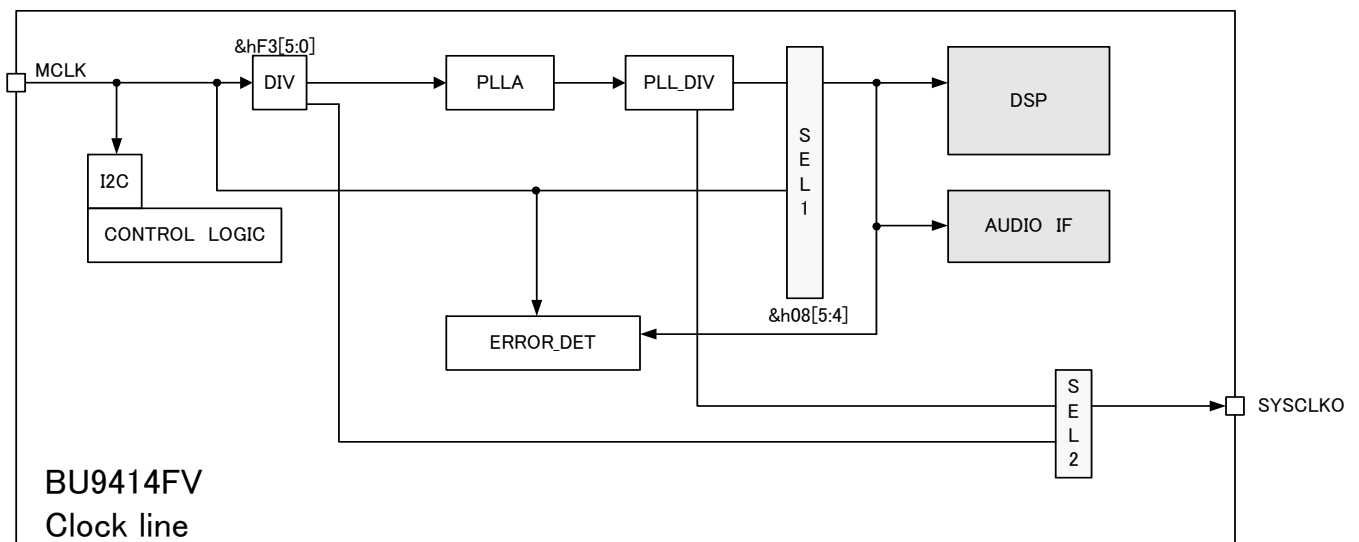 &hF3[5:0]
MCLK
DIV
PLLA
PLL_DIV
DSP
S
E
L
1
I2C
CONTROL LOGIC
AUDIO IF
&h08[5:4]
ERROR_DET
S
E
L
2
SYSCLKO
BU9414FV
Clock line